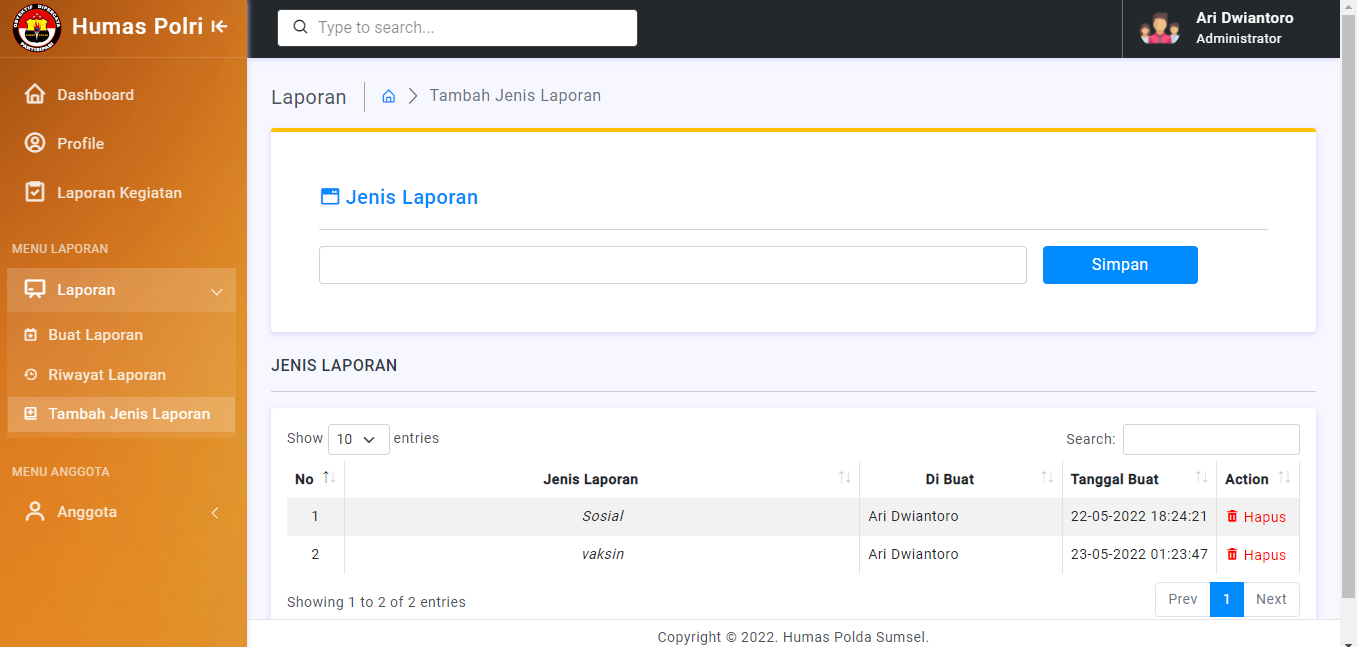 Humas Polri
Type to search...
Ari Dwiantoro
Administrator
Dashboard
Profile
Laporan Kegiatan
MENU LAPORAN
Laporan
Buat Laporan
Riwayat Laporan
Tambah Jenis Laporan
MENU ANGGOTA
Anggota
Laporan
Tambah Jenis Laporan
Jenis Laporan
Simpan
JENIS LAPORAN
Show 10 entries
Search:
No Jenis Laporan Di Buat Tanggal Buat Action
1 Sosial Ari Dwiantoro 22-05-2022 18:24:21 Hapus
2 vaksin Ari Dwiantoro 23-05-2022 01:23:47 Hapus
Showing 1 to 2 of 2 entries
Prev 1 Next
Copyright © 2022. Humas Polda Sumsel.